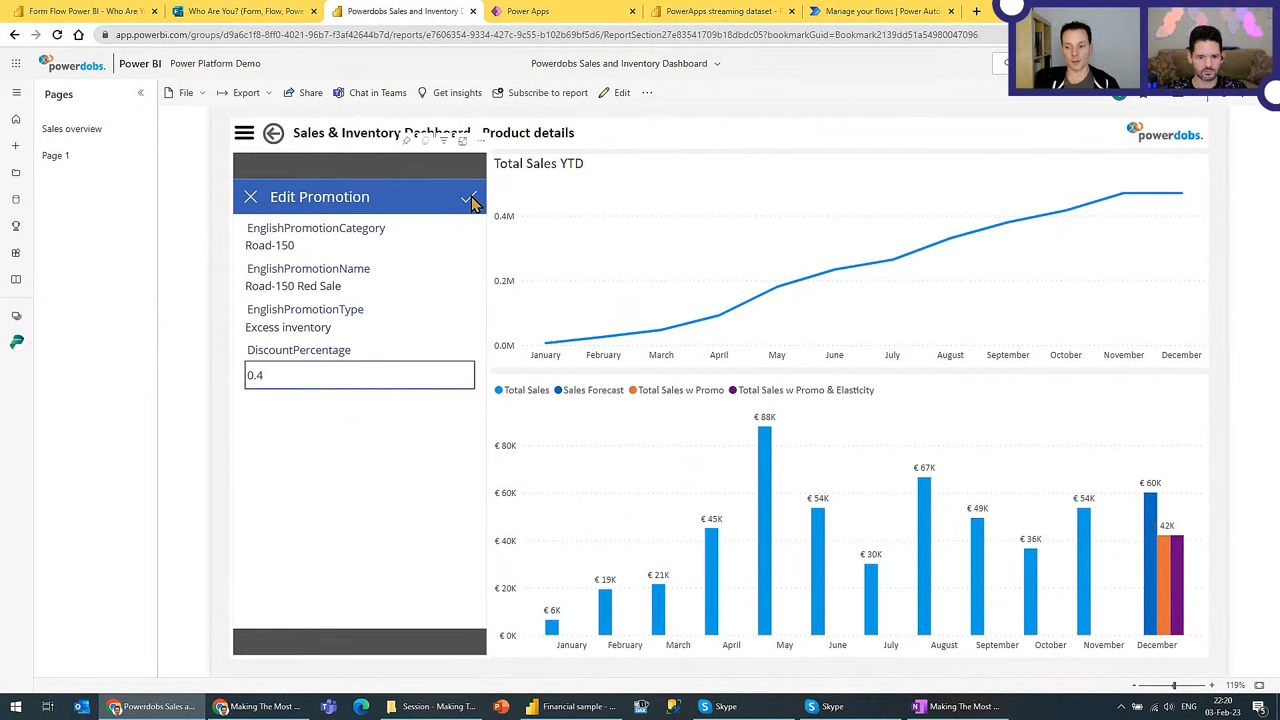 Form Flow Power BI - Who Are You
Who Are You? (Form, Flow, Power
Powerdobs Sales and Inventory D
Power Apps
PowerApps streaming dataset - P
Manage your flows | Power Autom
app.powerbi.com/groups/d9a6c1f8-8ff0-4021-96b7-f3af42644b7d/reports/e7606354-9334-427c-9c55-b102b69bf5d6/ReportSection27e83541709b18dbdc05?bookmarkGuid=Bookmark2139dd51a54980047096
powerdobs.
Power BI
Power Platform Demo
Powerdobs Sales and Inventory Dashboard
Pages
File
Export
Share
Chat in Teams
Get insights
Subscribe to report
Edit
Sales overview
Page 1
Sales & Inventory Dashboard - Product details
powerdobs.
Edit Promotion
EnglishPromotionCategory
Road-150
EnglishPromotionName
Road-150 Red Sale
EnglishPromotionType
Excess inventory
DiscountPercentage
0.4
Total Sales YTD
0.4M
0.2M
0.0M
January February March April May June July August September October November December
Total Sales Sales Forecast Total Sales w Promo Total Sales w Promo & Elasticity
€ 80K
€ 60K
€ 40K
€ 20K
€ 0K
€ 6K
€ 19K
€ 21K
€ 45K
€ 88K
€ 54K
€ 30K
€ 67K
€ 49K
€ 36K
€ 54K
€ 60K
42K
January February March April May June July August September October November December
119%
Powerdobs Sales a...
Making The Most ...
Session - Making T...
Financial sample - ...
Skype
Skype
Making The Most ...
22:20
03-Feb-23